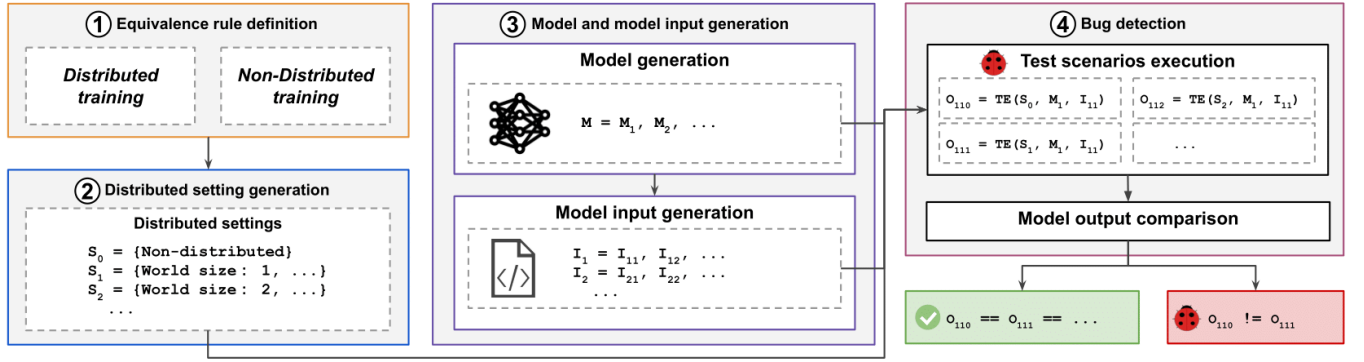 ① Equivalence rule definition
Distributed training
Non-Distributed training
② Distributed setting generation
Distributed settings
S₀ = {Non-distributed}
S₁ = {World size: 1, ...}
S₂ = {World size: 2, ...}
...
③ Model and model input generation
Model generation
M = M₁, M₂, ...
Model input generation
</>
I₁ = I₁₁, I₁₂, ...
I₂ = I₂₁, I₂₂, ...
...
④ Bug detection
Test scenarios execution
O₁₁₀ = TE(S₀, M₁, I₁₁)
O₁₁₂ = TE(S₂, M₁, I₁₁)
O₁₁₁ = TE(S₁, M₁, I₁₁)
...
Model output comparison
O₁₁₀ == O₁₁₁ == ...
O₁₁₀ != O₁₁₁